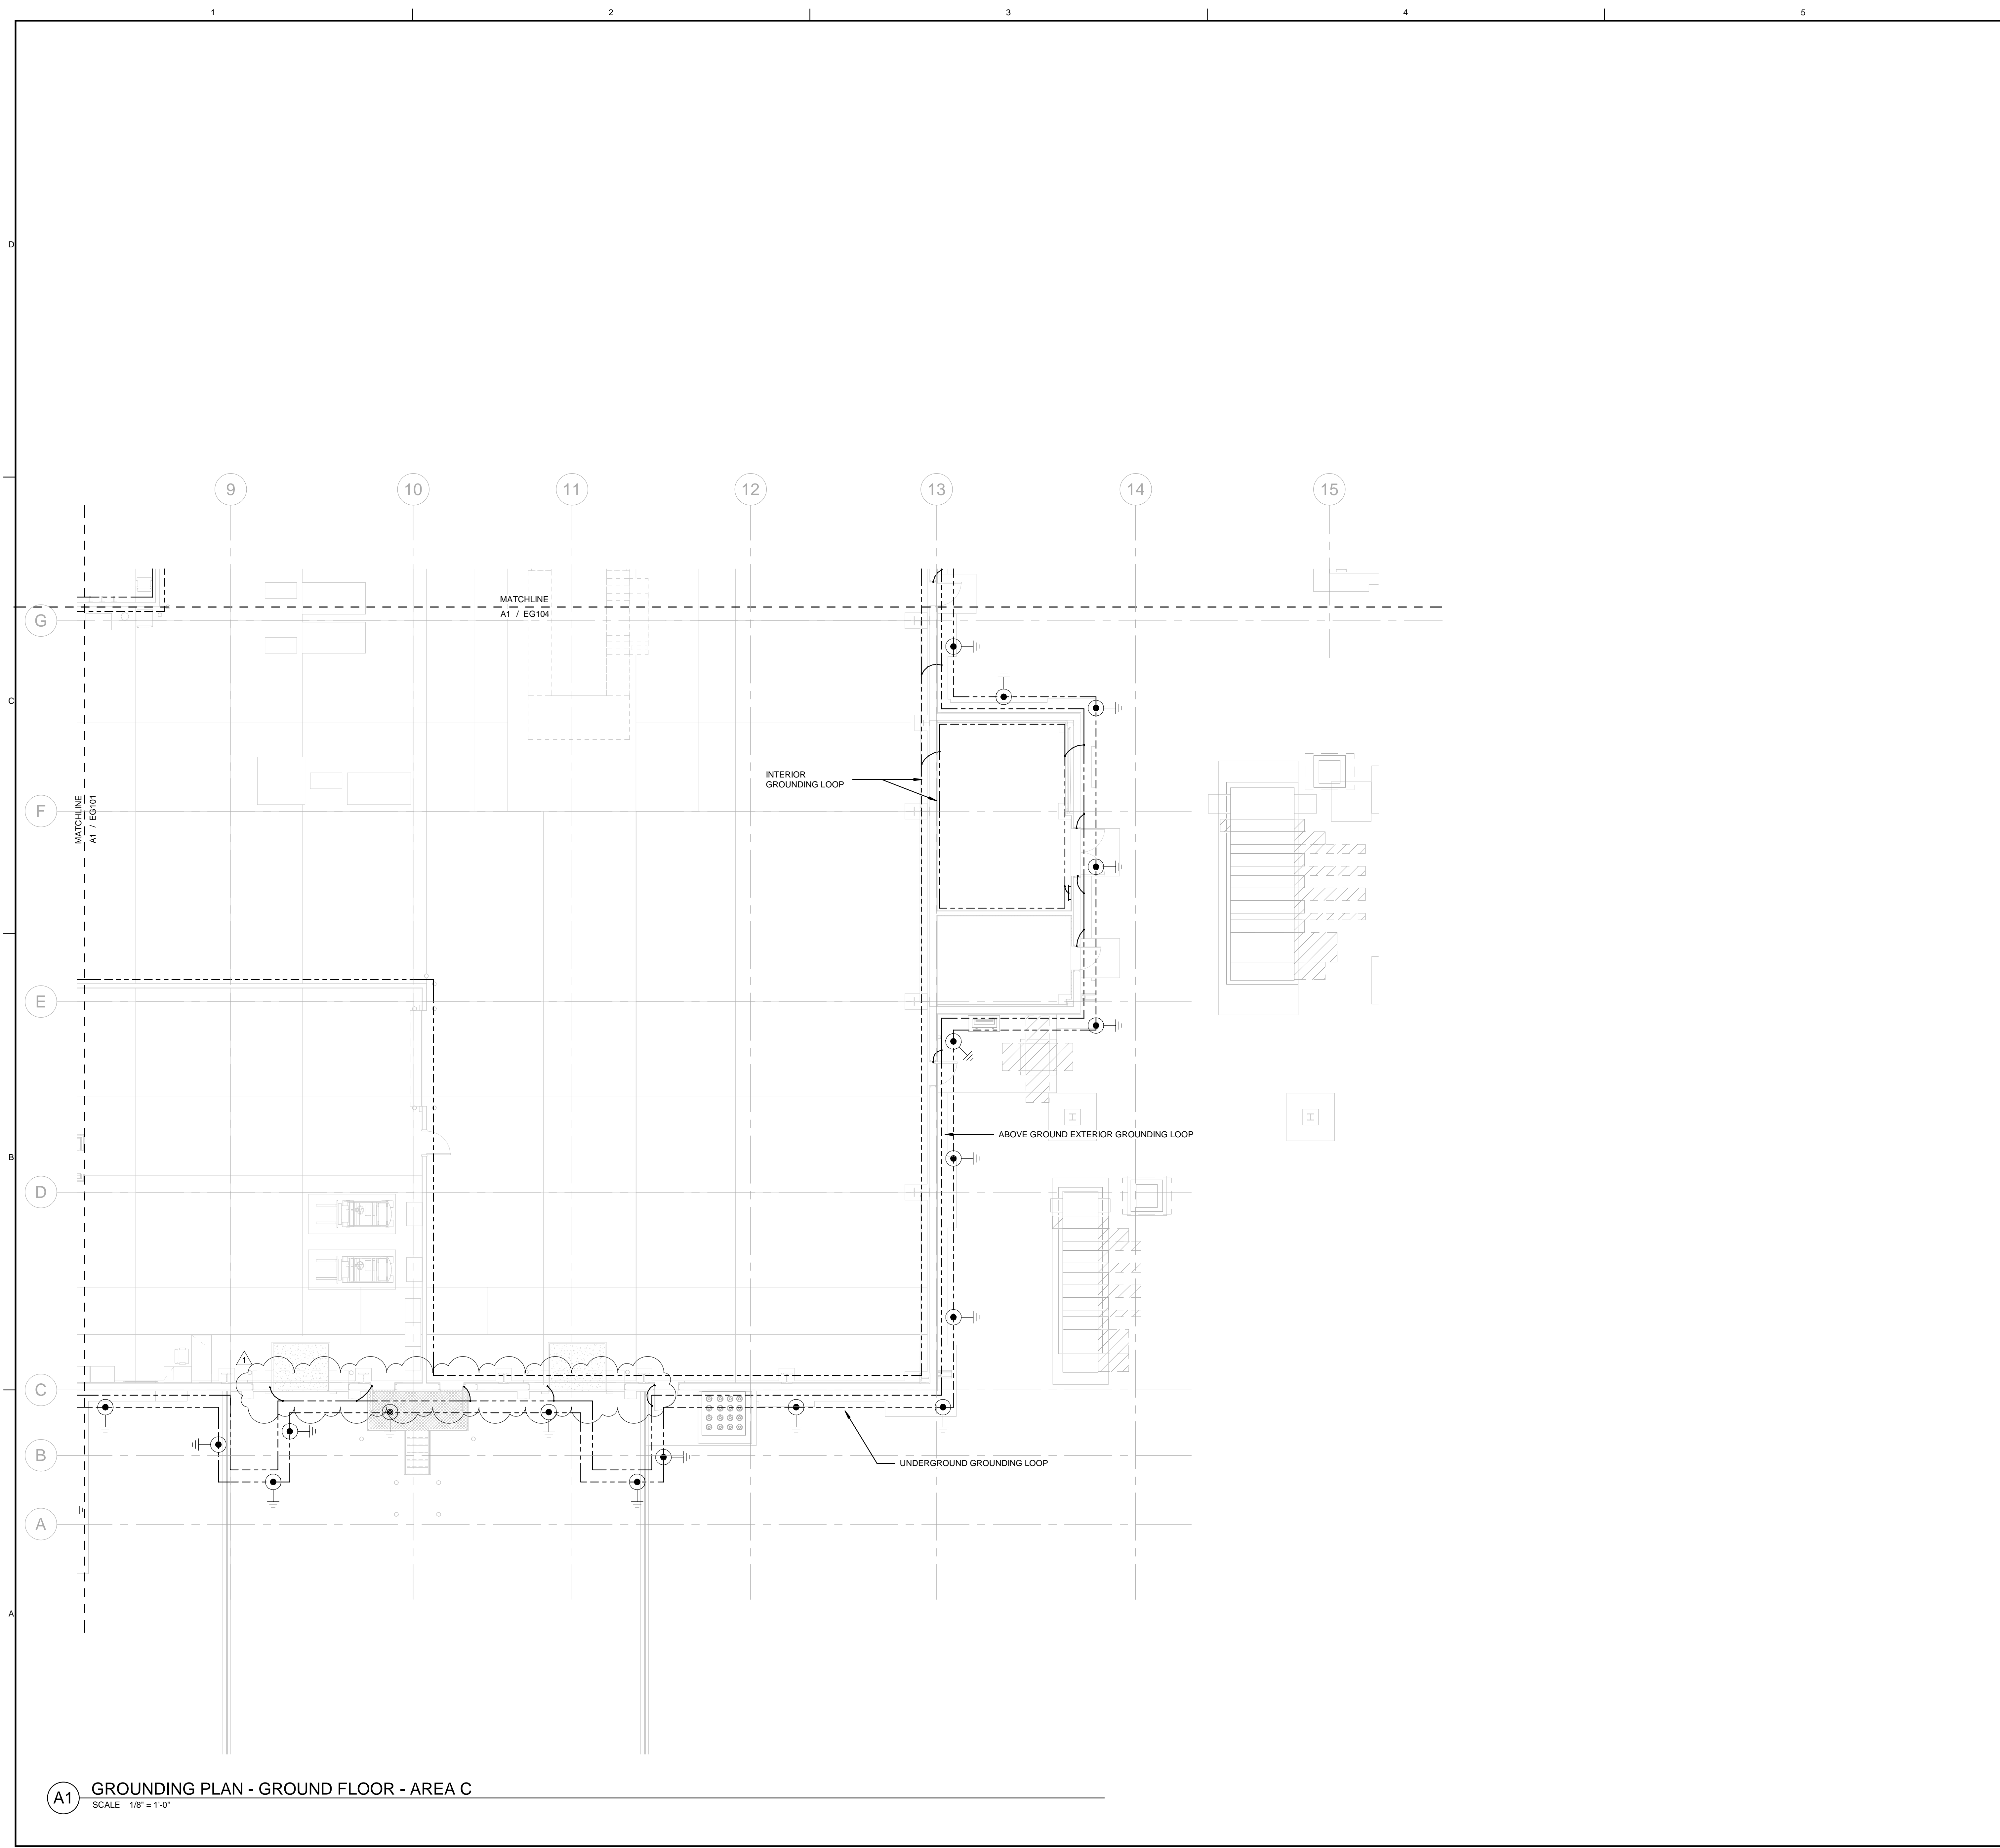 1
2
3
4
5
D
9
10
11
12
13
14
15
MATCHLINE
A1 / EG104
G
C
INTERIOR
GROUNDING LOOP
MATCHLINE
A1 / EG101
F
E
ABOVE GROUND EXTERIOR GROUNDING LOOP
B
D
1
C
B
UNDERGROUND GROUNDING LOOP
A
A
A1
GROUNDING PLAN - GROUND FLOOR - AREA C
SCALE 1/8" = 1'-0"